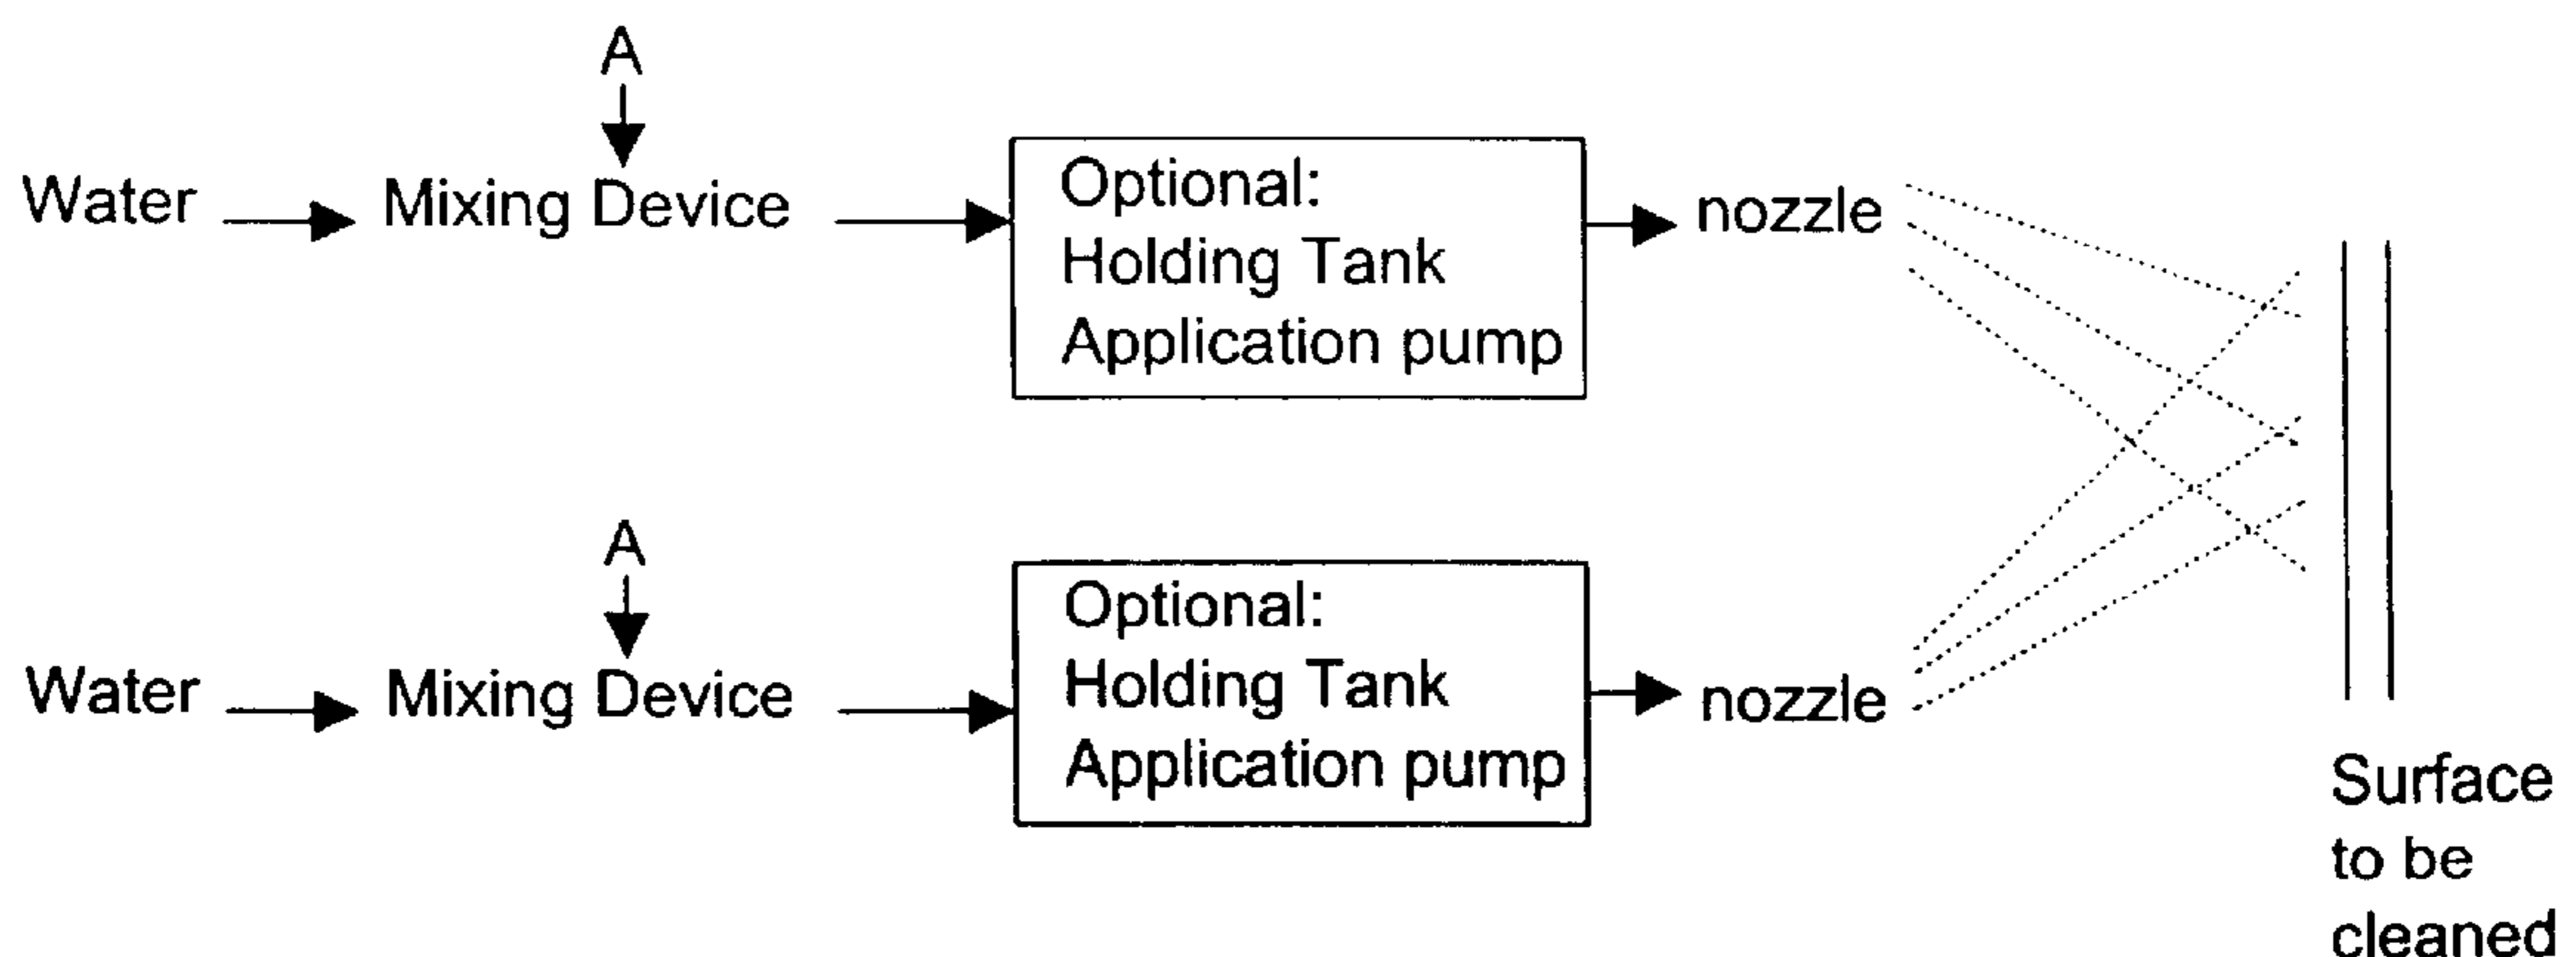 A
Water Mixing Device
Optional:
Holding Tank
Application pump
nozzle
A
Water Mixing Device
Optional:
Holding Tank
Application pump
nozzle
Surface
to be
cleaned